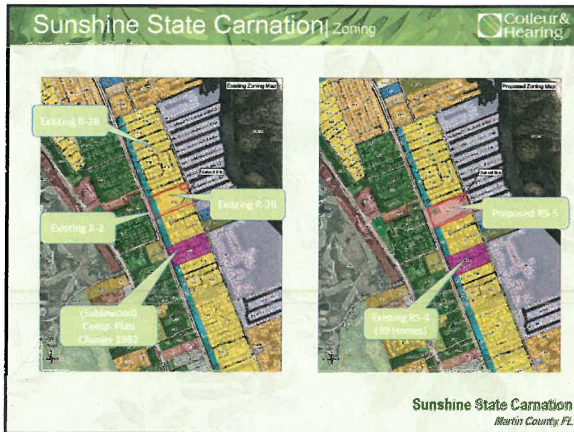 Sunshine State Carnation| Zoning
Cotleur&
Hearing
Existing Zoning Map
Existing R-2B
Existing R-2B
Existing R-2
(Sablewood)
Comp. Plan
Change 1982
Proposed Zoning Map
Proposed RS-5
Existing RS-4
(39 Homes)
Sunshine State Carnation
Martin County, FL